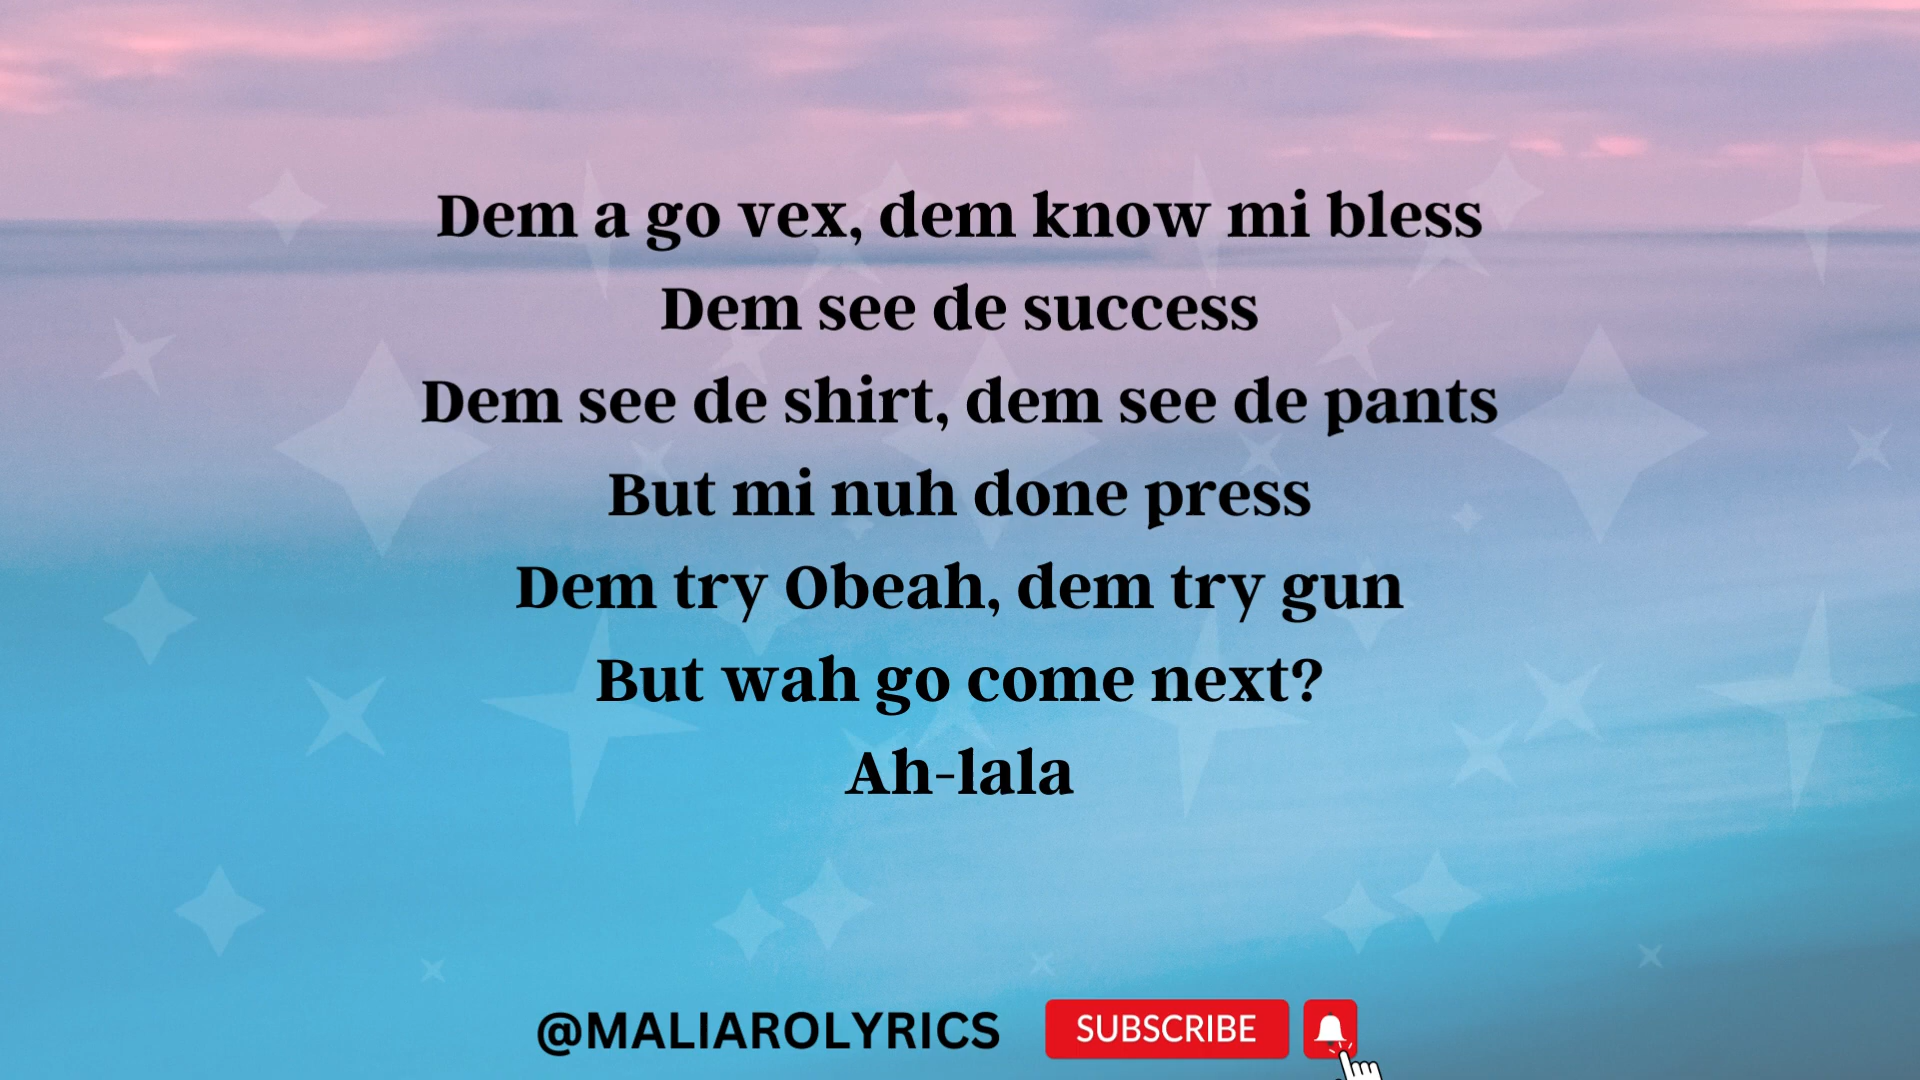 Dem a go vex, dem know mi bless
Dem see de success
Dem see de shirt, dem see de pants
But mi nuh done press
Dem try Obeah, dem try gun
But wah go come next?
Ah-lala
@MALIAROLYRICS SUBSCRIBE